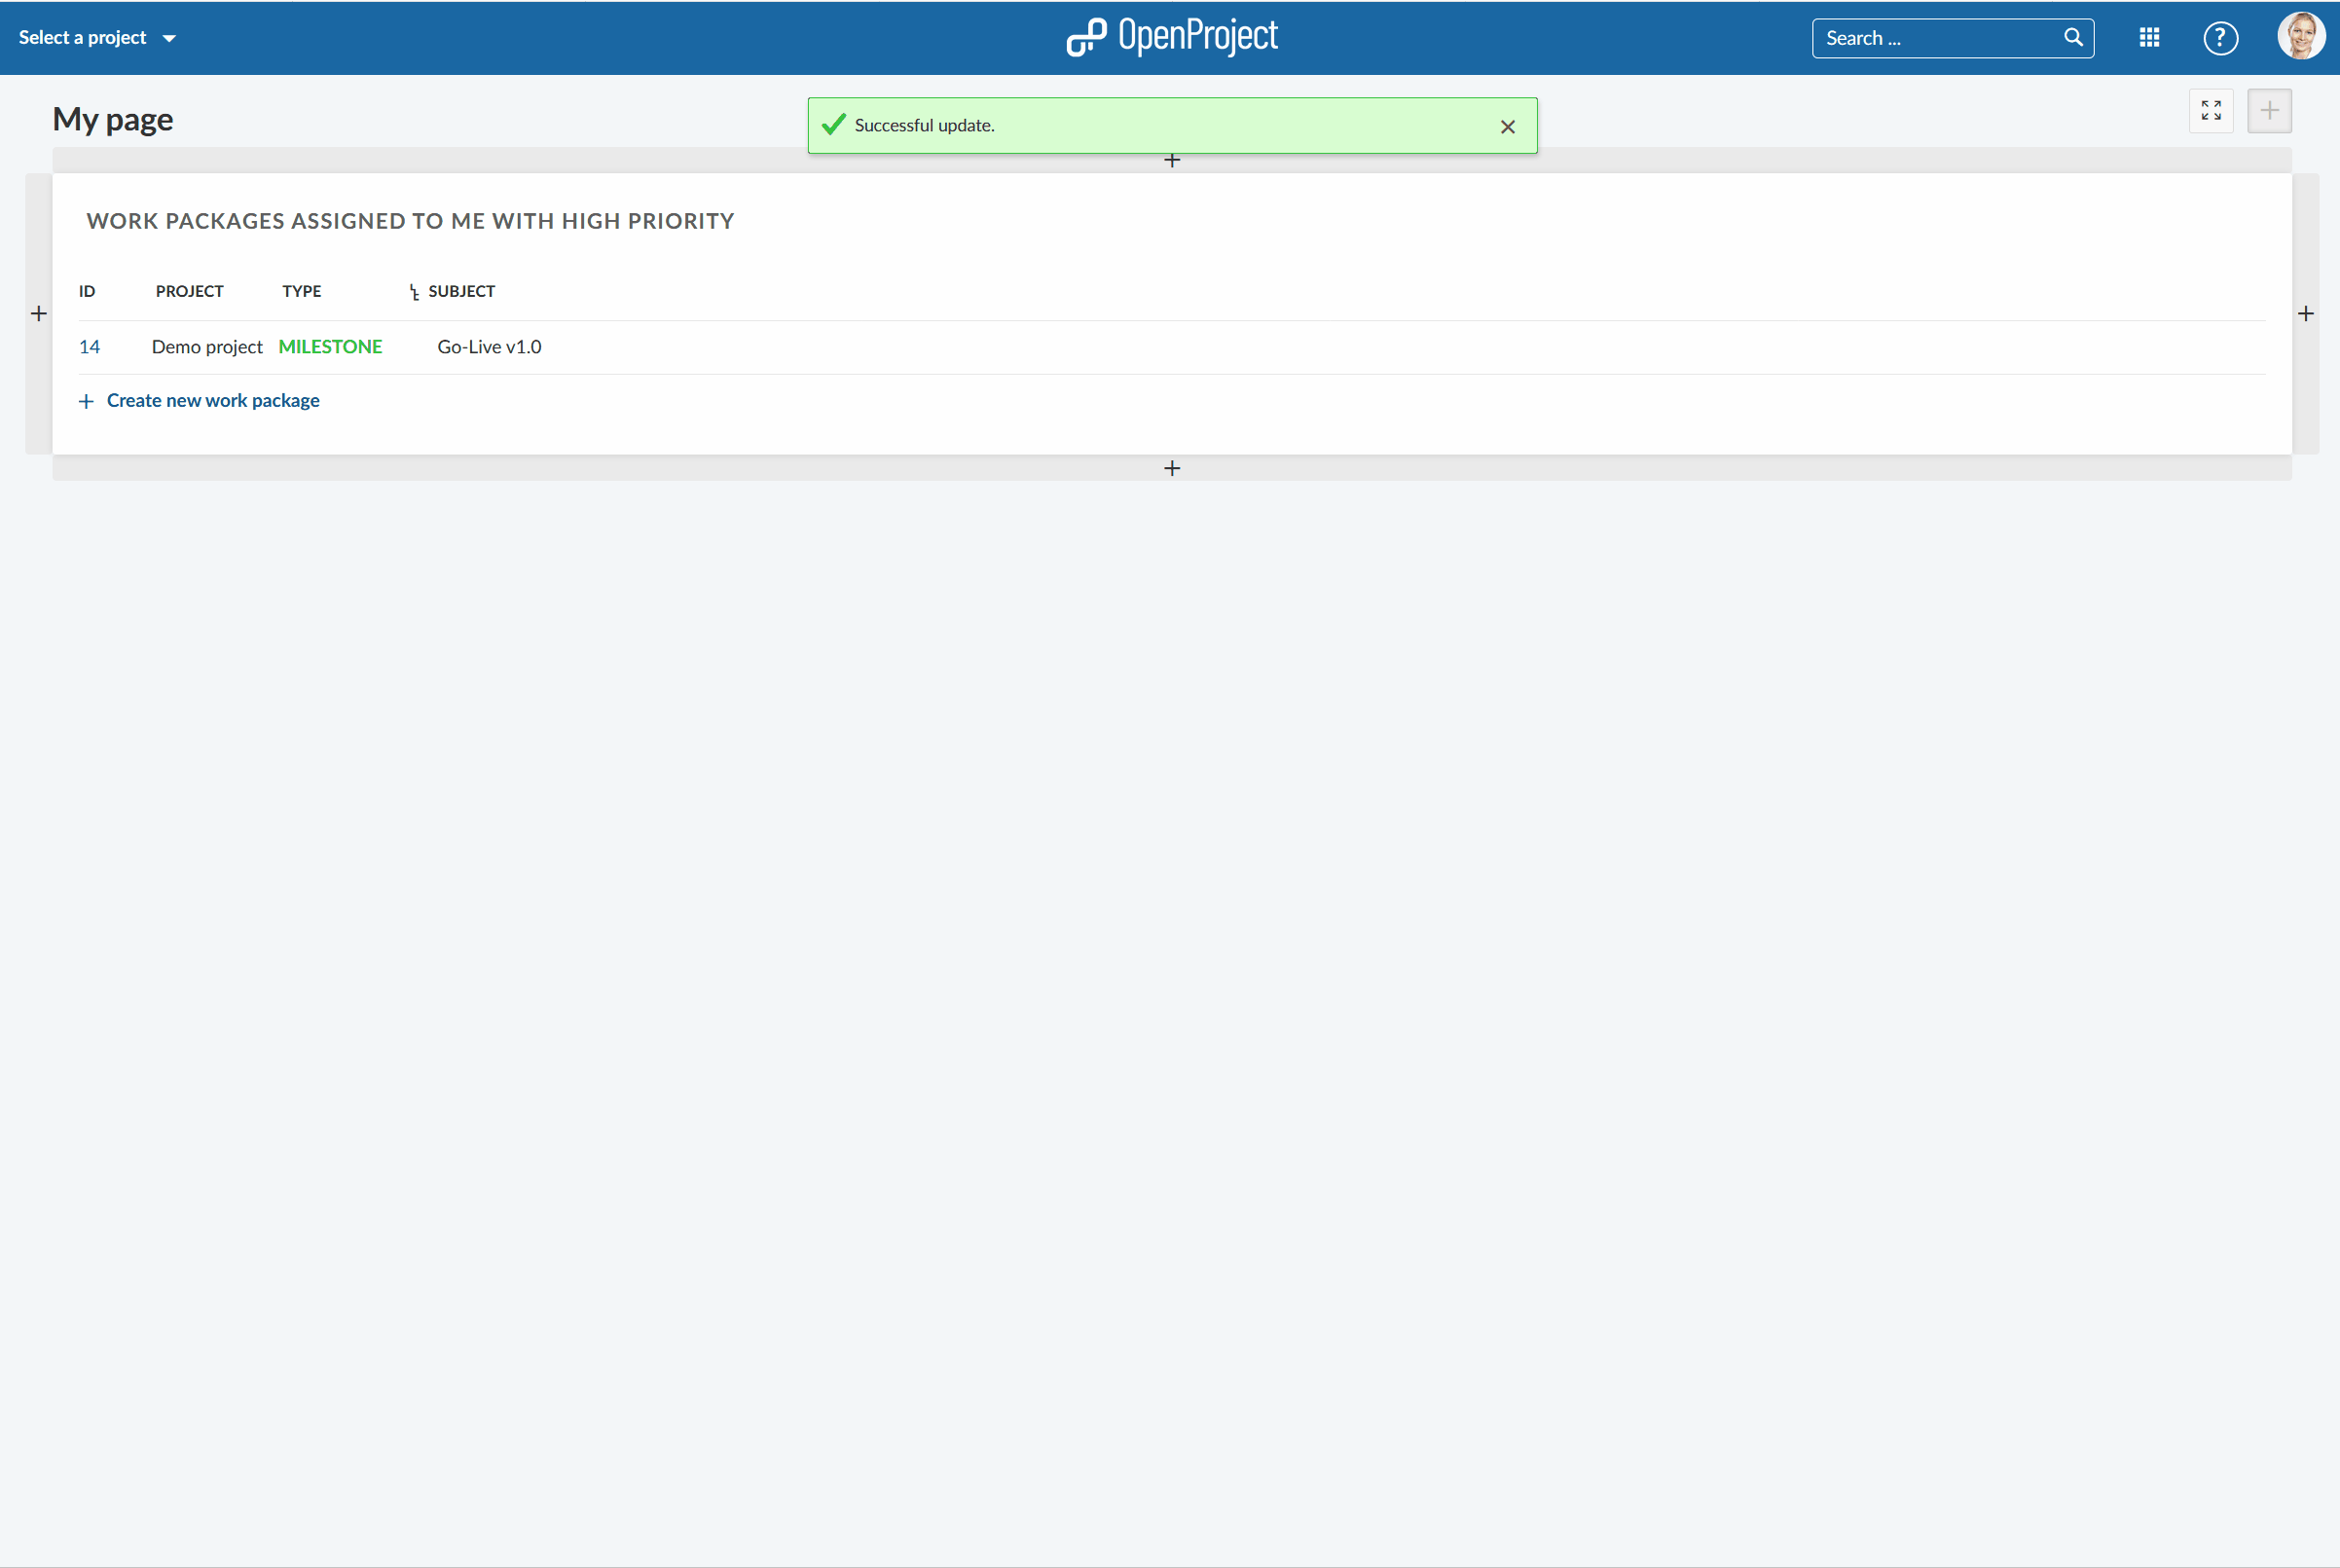 Select a project
OpenProject
Search ...
?
My page
Successful update.
WORK PACKAGES ASSIGNED TO ME WITH HIGH PRIORITY
ID PROJECT TYPE SUBJECT
14 Demo project MILESTONE Go-Live v1.0
+ Create new work package